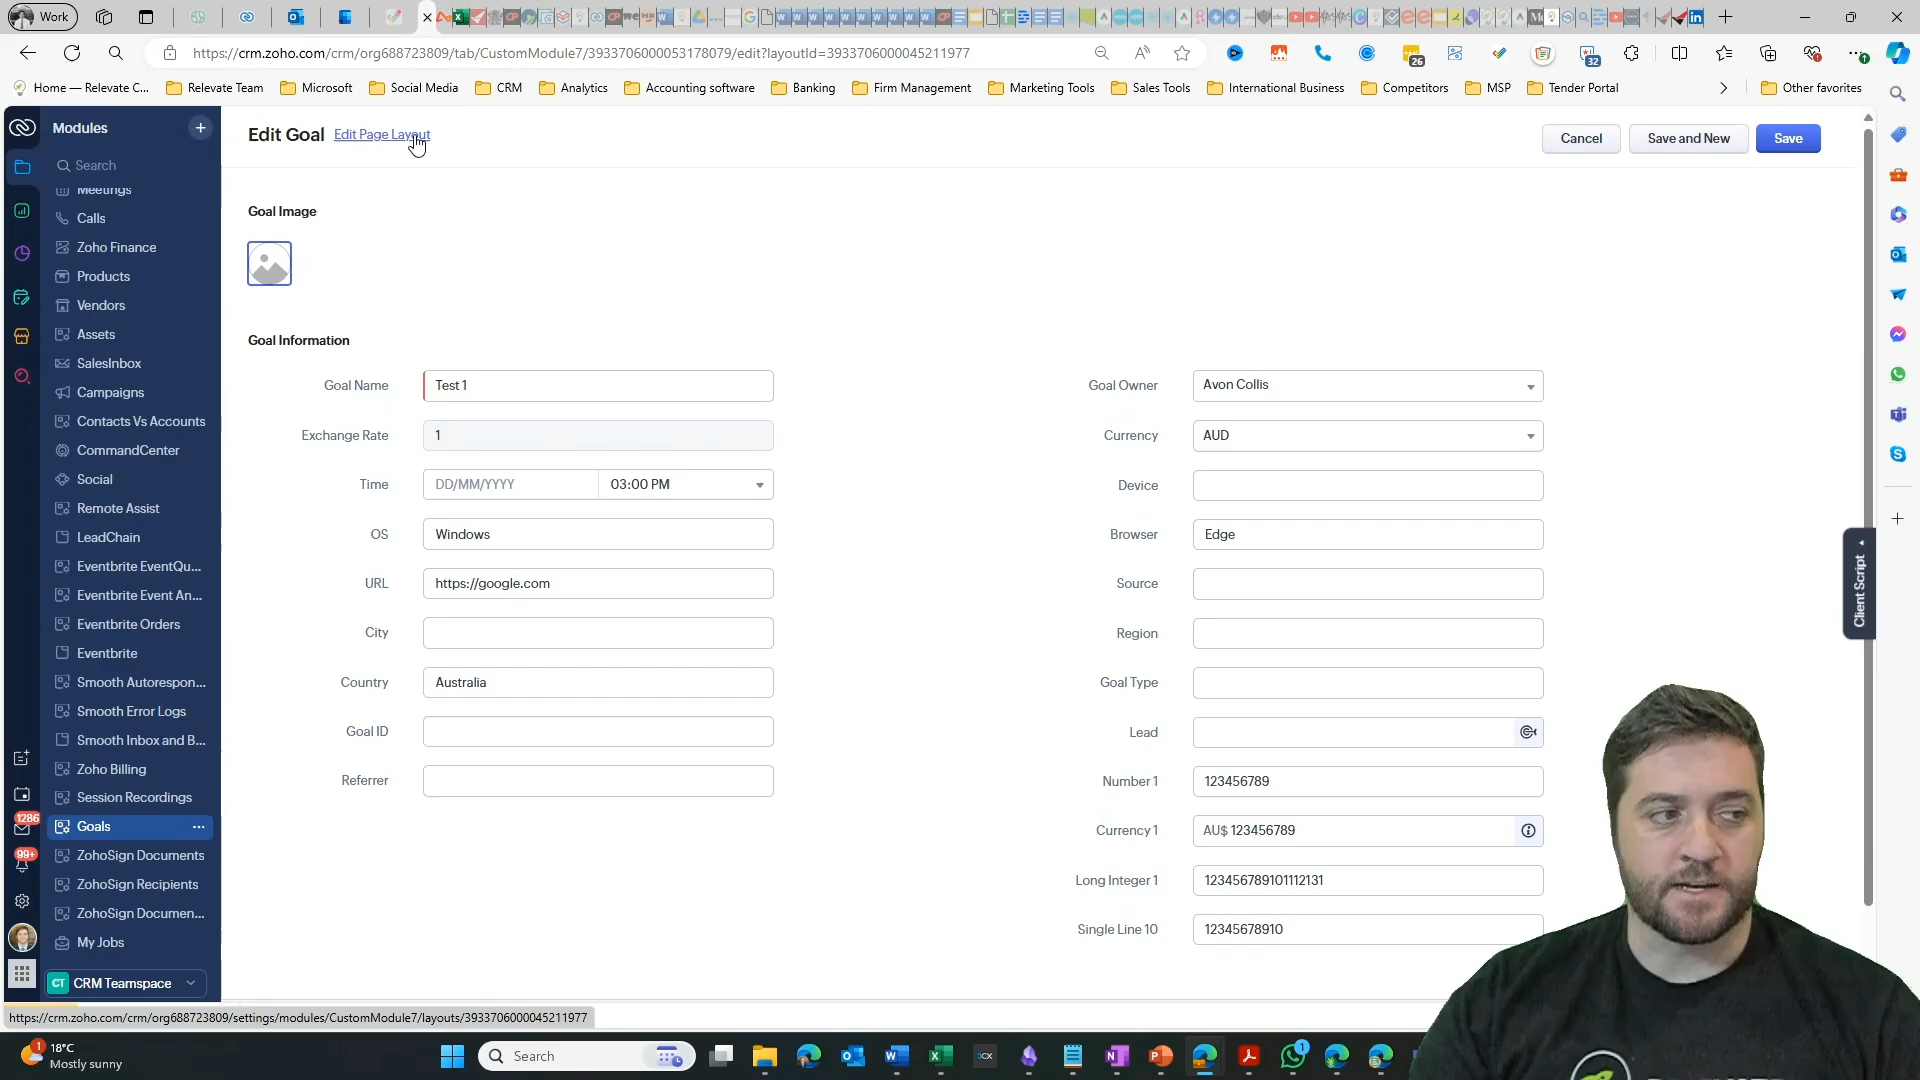 Work
https://crm.zoho.com/crm/org688723809/tab/CustomModule7/3933706000053178079/edit?layoutId=3933706000045211977
26
32
Home — Relevate C...
Relevate Team
Microsoft
Social Media
CRM
Analytics
Accounting software
Banking
Firm Management
Marketing Tools
Sales Tools
International Business
Competitors
MSP
Tender Portal
Other favorites
Modules
Search
Meetings
Calls
Zoho Finance
Products
Vendors
Assets
SalesInbox
Campaigns
Contacts Vs Accounts
CommandCenter
Social
Remote Assist
LeadChain
Eventbrite EventQu...
Eventbrite Event An...
Eventbrite Orders
Eventbrite
Smooth Autorespon...
Smooth Error Logs
Smooth Inbox and B...
Zoho Billing
Session Recordings
Goals
ZohoSign Documents
ZohoSign Recipients
ZohoSign Documen...
My Jobs
1286
99+
CT CRM Teamspace
Edit Goal
Edit Page Layout
Cancel
Save and New
Save
Goal Image
Goal Information
Goal Name
Test 1
Goal Owner
Avon Collis
Exchange Rate
1
Currency
AUD
Time
DD/MM/YYYY
03:00 PM
Device
OS
Windows
Browser
Edge
URL
https://google.com
Source
City
Region
Country
Australia
Goal Type
Goal ID
Lead
Referrer
Number 1
123456789
Currency 1
AU$ 123456789
Long Integer 1
123456789101112131
Single Line 10
12345678910
Client Script
https://crm.zoho.com/crm/org688723809/settings/modules/CustomModule7/layouts/3933706000045211977
1
18°C
Mostly sunny
Search
3CX
1